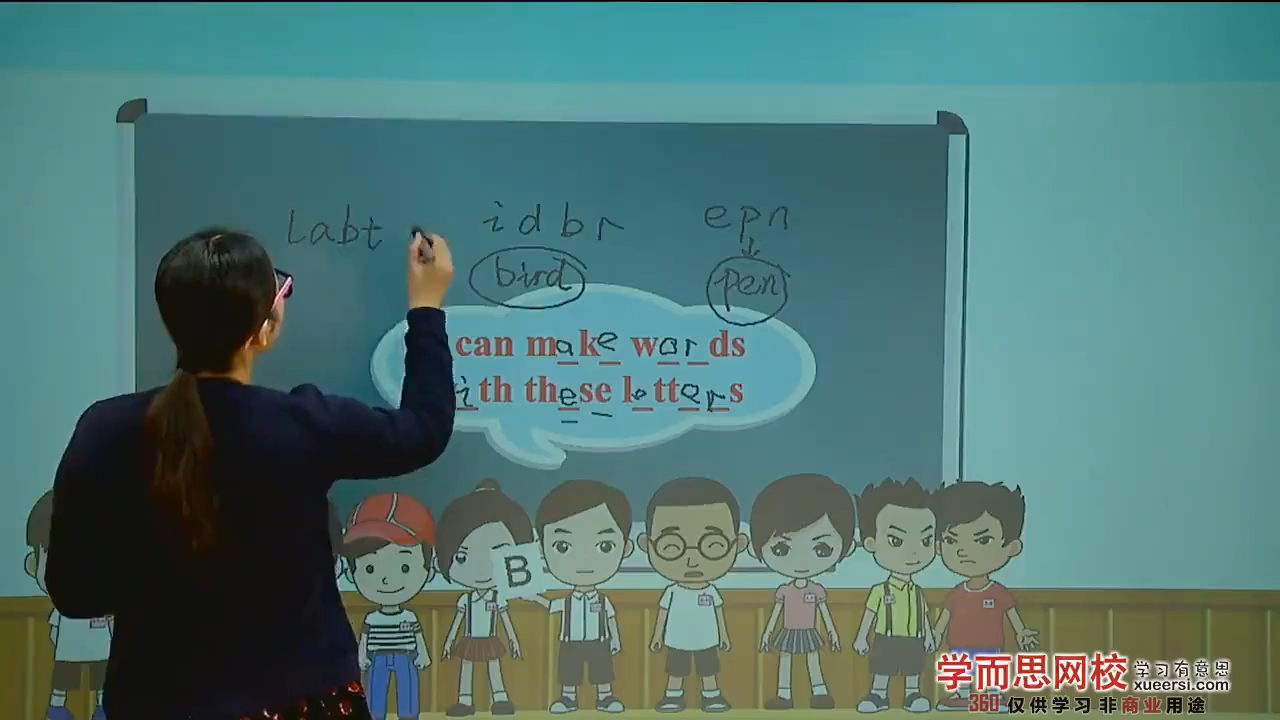 labt idbr epn
bird pen
can make words
ith these letters
B
学而思网校 学习有意思
xueersi.com
360 仅供学习 非商业用途